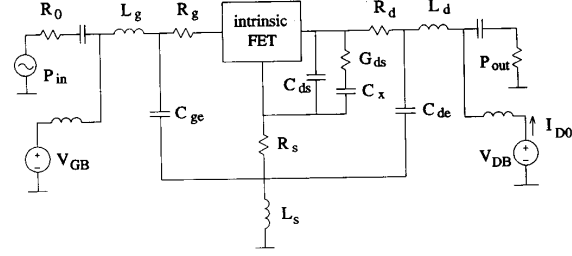 R0
Lg
Rg
intrinsic
FET
Rd
Ld
Pin
Cds
Gds
Cx
Pout
Cge
Cde
VGB
Rs
VDB
ID0
Ls